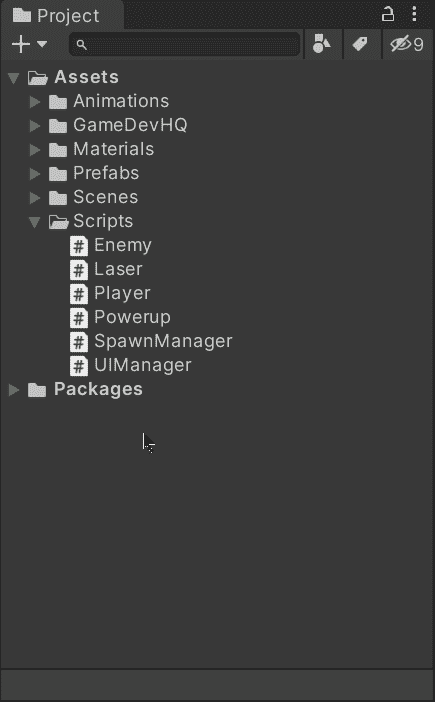 Project
9
Assets
Animations
GameDevHQ
Materials
Prefabs
Scenes
Scripts
# Enemy
# Laser
# Player
# Powerup
# SpawnManager
# UIManager
Packages